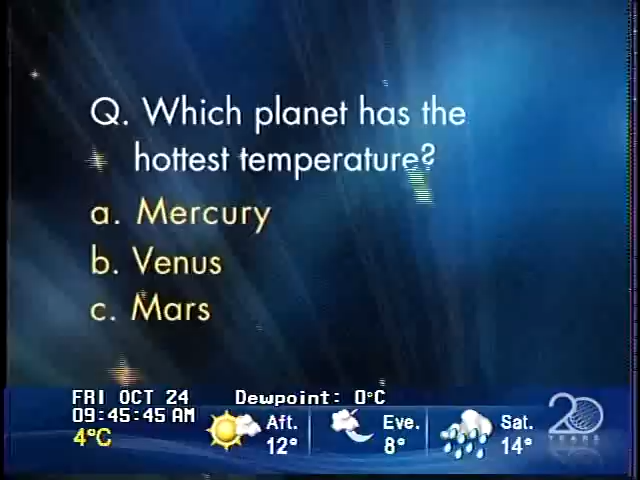 Q. Which planet has the
hottest temperature?
a. Mercury
b. Venus
c. Mars
FRI OCT 24
Dewpoint: 0°C
09:45:45 AM
4°C
Aft.
12°
Eve.
8°
Sat.
14°
20
YEARS